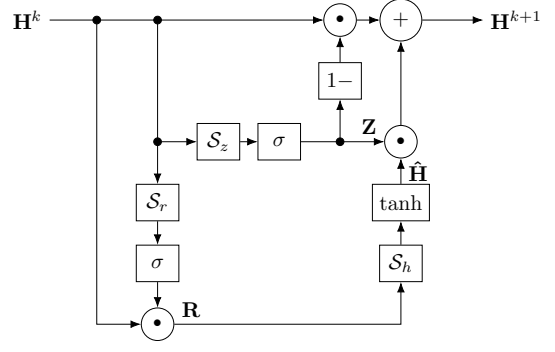 H^k + H^{k+1}
1−
S_z σ Z
Ĥ
S_r tanh
σ S_h
R